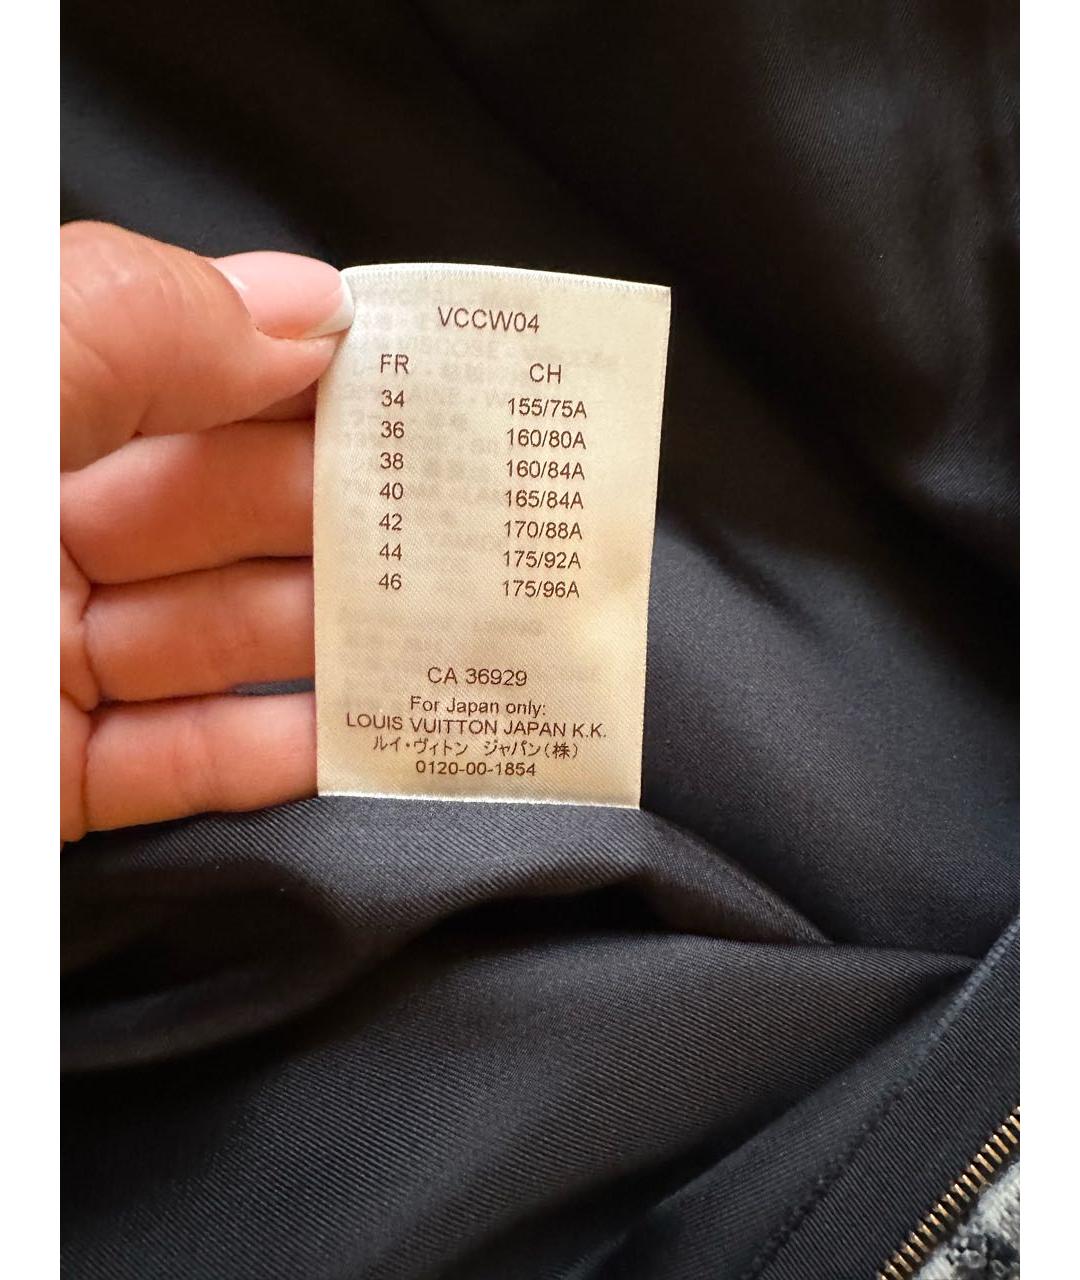 VCCW04
FR CH
34 155/75A
36 160/80A
38 160/84A
40 165/84A
42 170/88A
44 175/92A
46 175/96A
CA 36929
For Japan only:
LOUIS VUITTON JAPAN K.K.
ルイ・ヴィトン ジャパン(株)
0120-00-1854